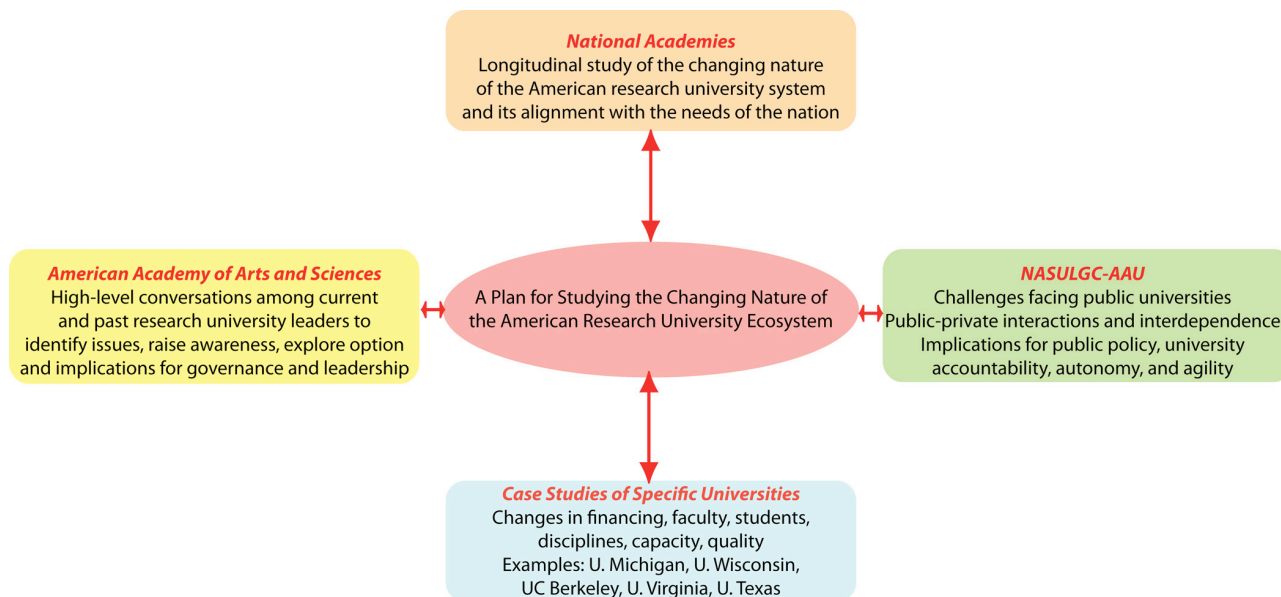 National Academies
Longitudinal study of the changing nature
of the American research university system
and its alignment with the needs of the nation
American Academy of Arts and Sciences
High-level conversations among current
and past research university leaders to
identify issues, raise awareness, explore option
and implications for governance and leadership
A Plan for Studying the Changing Nature of
the American Research University Ecosystem
NASULGC-AAU
Challenges facing public universities
Public-private interactions and interdependence
Implications for public policy, university
accountability, autonomy, and agility
Case Studies of Specific Universities
Changes in financing, faculty, students,
disciplines, capacity, quality
Examples: U. Michigan, U. Wisconsin,
UC Berkeley, U. Virginia, U. Texas